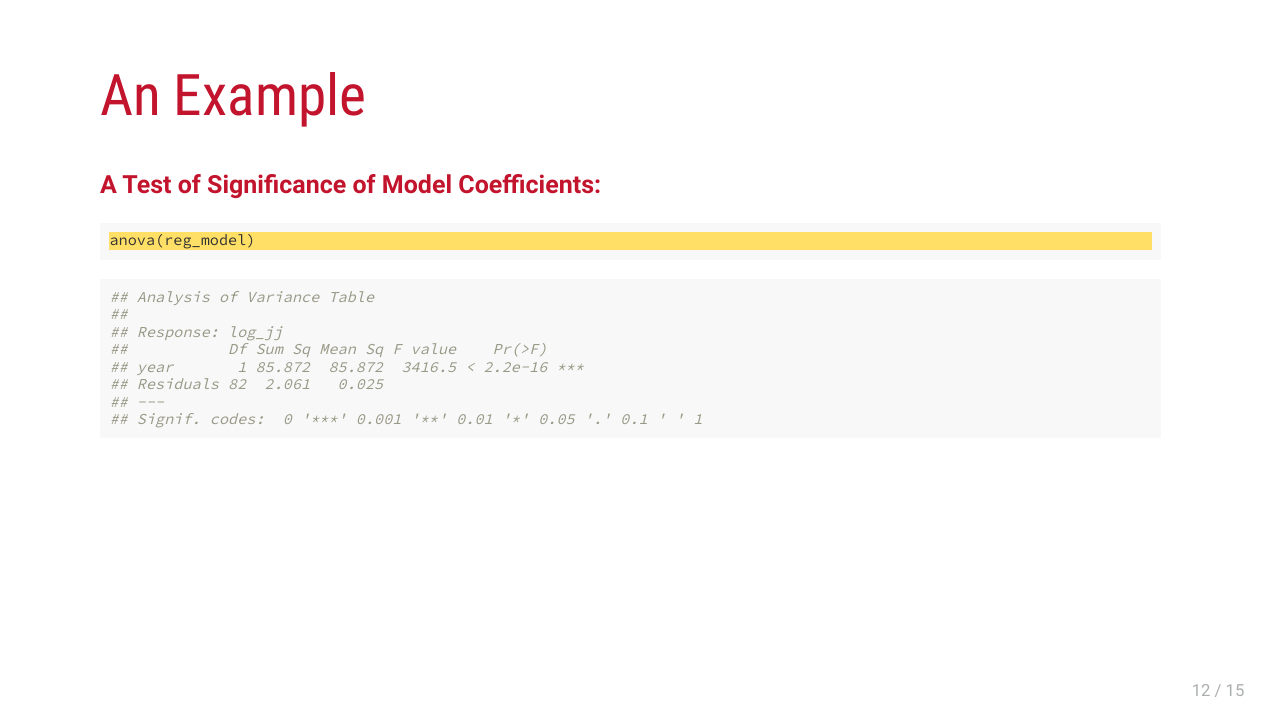 An Example
A Test of Significance of Model Coefficients:
anova(reg_model)
## Analysis of Variance Table
##
## Response: log_jj
##           Df Sum Sq Mean Sq F value    Pr(>F)
## year       1 85.872  85.872  3416.5 < 2.2e-16 ***
## Residuals 82  2.061   0.025
## ---
## Signif. codes:  0 '***' 0.001 '**' 0.01 '*' 0.05 '.' 0.1 ' ' 1
12 / 15